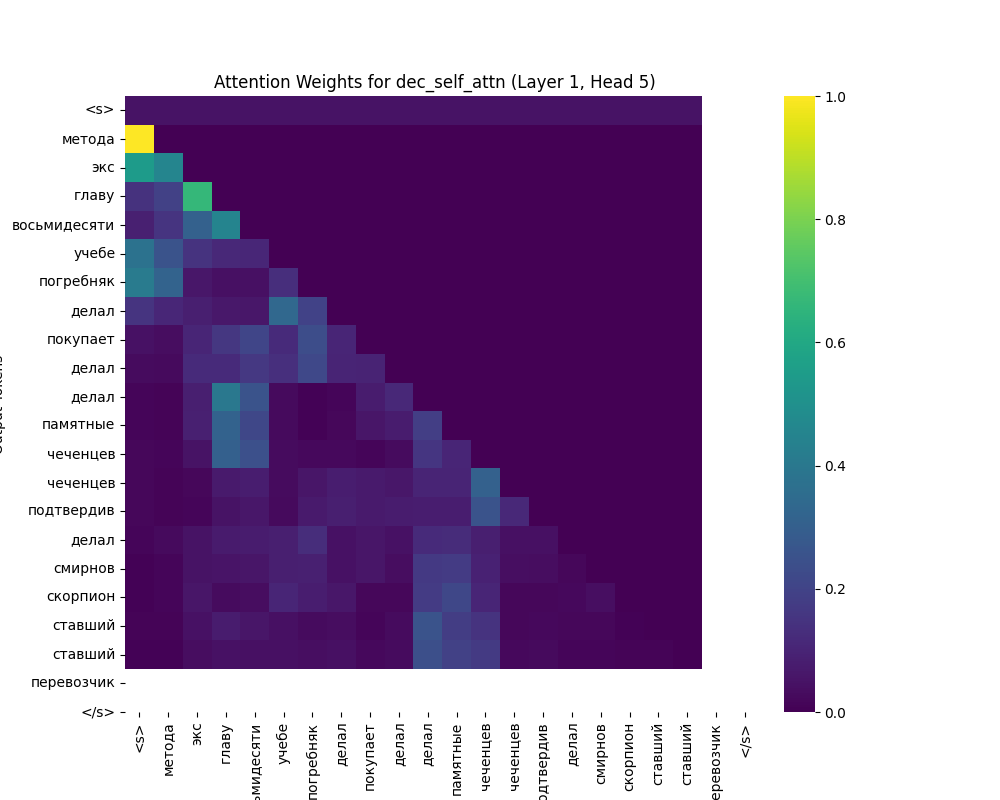 Attention Weights for dec_self_attn (Layer 1, Head 5)
<s>
метода
экс
главу
восьмидесяти
учебе
погребняк
делал
покупает
делал
делал
памятные
чеченцев
чеченцев
подтвердив
делал
смирнов
скорпион
ставший
ставший
перевозчик
</s>
<s>
метода
экс
главу
ьмидесяти
учебе
погребняк
делал
покупает
делал
делал
памятные
чеченцев
чеченцев
одтвердив
делал
смирнов
скорпион
ставший
ставший
еревозчик
</s>
1.0
0.8
0.6
0.4
0.2
0.0